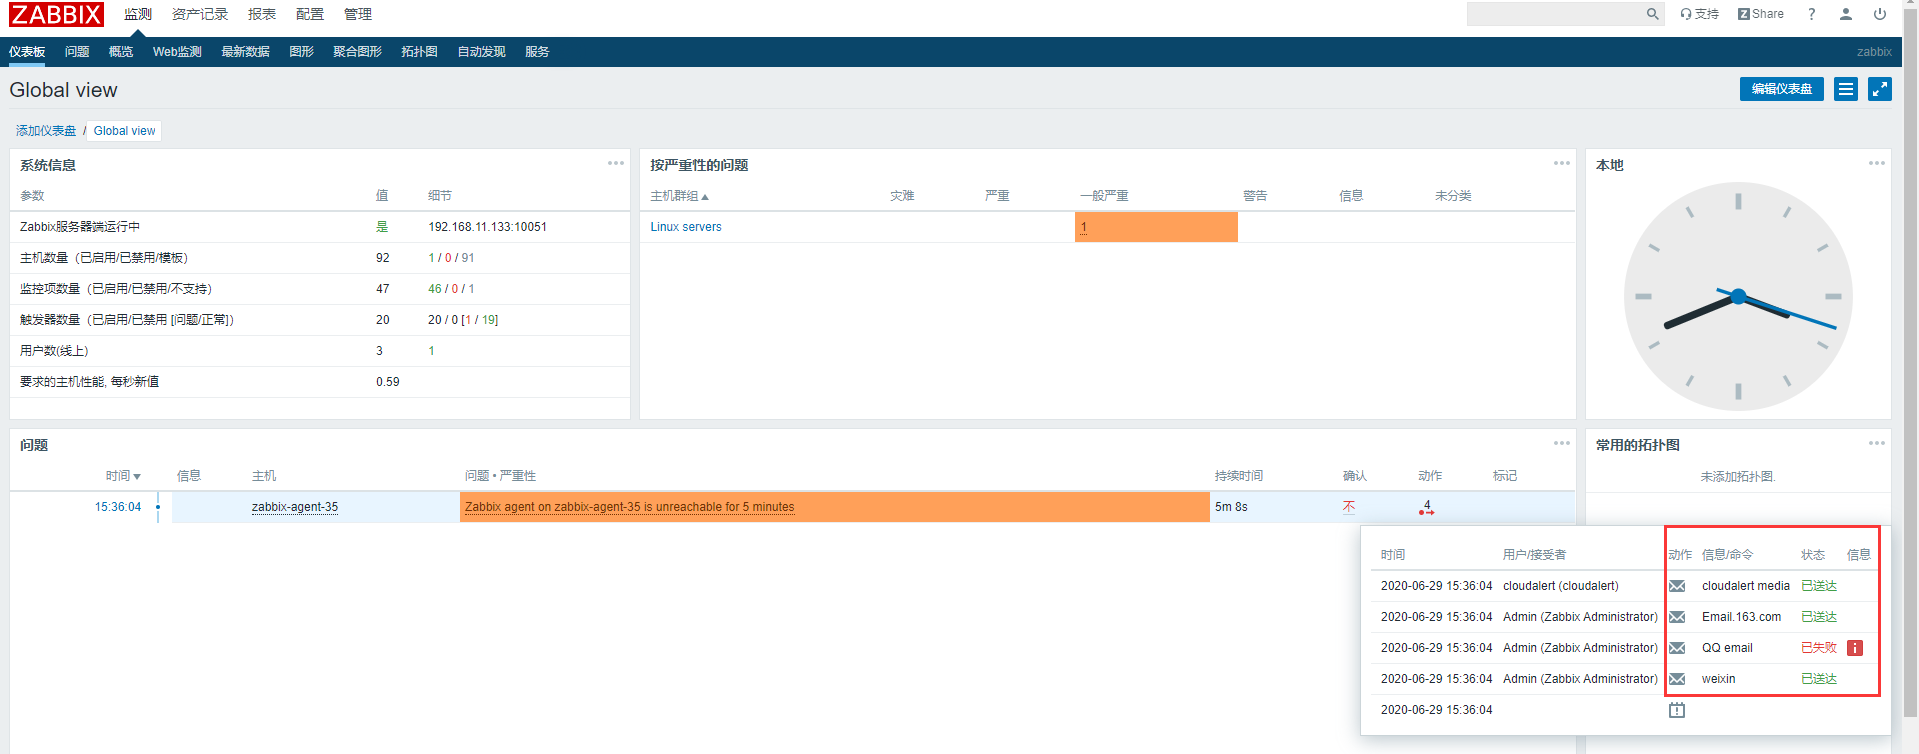 ZABBIX 监测 资产记录 报表 配置 管理 支持 Share ?
仪表板 问题 概览 Web监测 最新数据 图形 聚合图形 拓扑图 自动发现 服务 zabbix
Global view 编辑仪表盘
添加仪表盘 / Global view
系统信息
参数 值 细节
Zabbix服务器端运行中 是 192.168.11.133:10051
主机数量（已启用/已禁用/模板） 92 1 / 0 / 91
监控项数量（已启用/已禁用/不支持） 47 46 / 0 / 1
触发器数量（已启用/已禁用 [问题/正常]） 20 20 / 0 [1 / 19]
用户数(线上) 3 1
要求的主机性能, 每秒新值 0.59
按严重性的问题
主机群组 灾难 严重 一般严重 警告 信息 未分类
Linux servers 1
本地
问题
时间 信息 主机 问题 • 严重性 持续时间 确认 动作 标记
15:36:04 zabbix-agent-35 Zabbix agent on zabbix-agent-35 is unreachable for 5 minutes 5m 8s 不 4
常用的拓扑图
未添加拓扑图.
时间 用户/接受者 动作 信息/命令 状态 信息
2020-06-29 15:36:04 cloudalert (cloudalert) cloudalert media 已送达
2020-06-29 15:36:04 Admin (Zabbix Administrator) Email.163.com 已送达
2020-06-29 15:36:04 Admin (Zabbix Administrator) QQ email 已失败 i
2020-06-29 15:36:04 Admin (Zabbix Administrator) weixin 已送达
2020-06-29 15:36:04